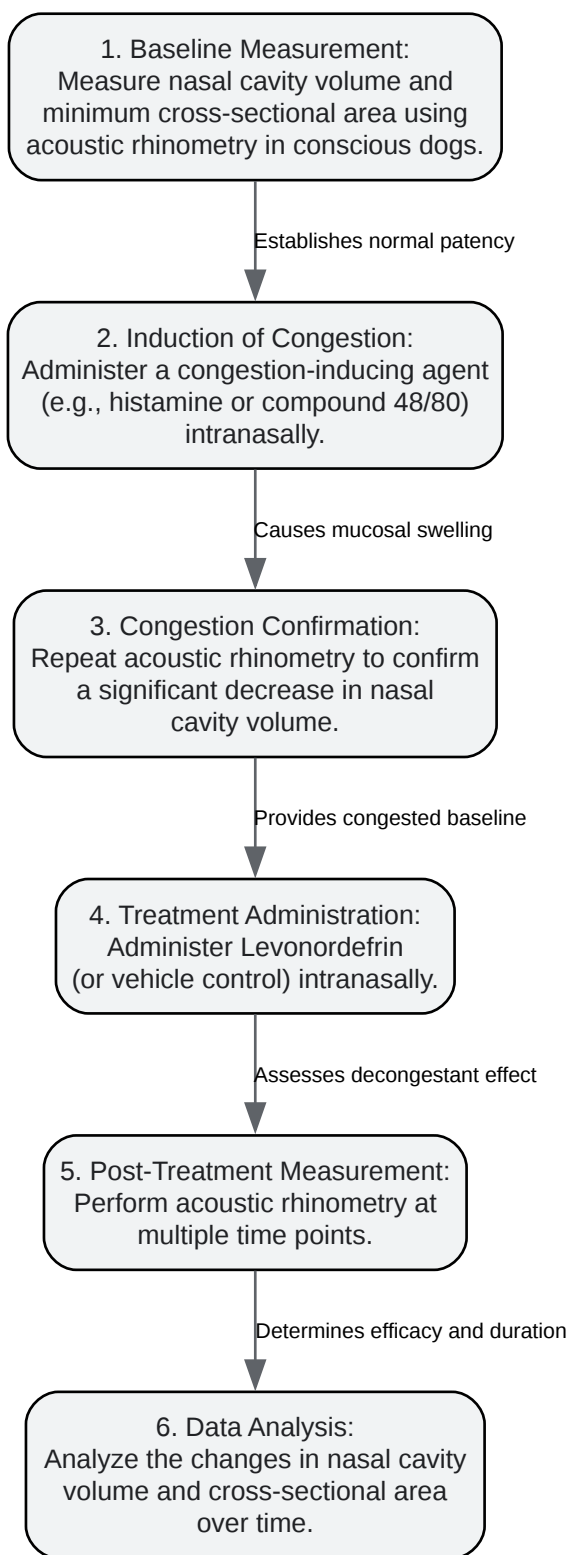 1. Baseline Measurement:
Measure nasal cavity volume and
minimum cross-sectional area using
acoustic rhinometry in conscious dogs.
Establishes normal patency
2. Induction of Congestion:
Administer a congestion-inducing agent
(e.g., histamine or compound 48/80)
intranasally.
Causes mucosal swelling
3. Congestion Confirmation:
Repeat acoustic rhinometry to confirm
a significant decrease in nasal
cavity volume.
Provides congested baseline
4. Treatment Administration:
Administer Levonordefrin
(or vehicle control) intranasally.
Assesses decongestant effect
5. Post-Treatment Measurement:
Perform acoustic rhinometry at
multiple time points.
Determines efficacy and duration
6. Data Analysis:
Analyze the changes in nasal cavity
volume and cross-sectional area
over time.